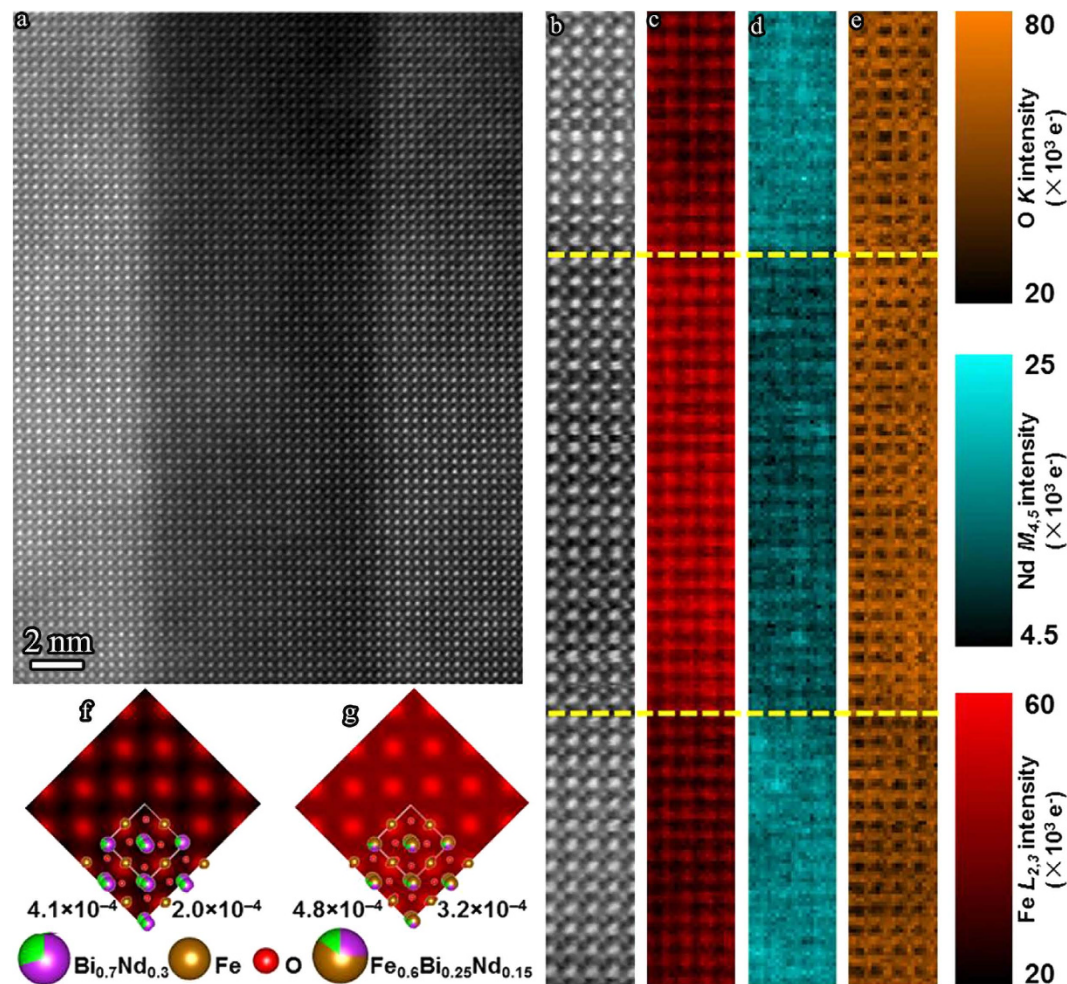 a
b
c
d
e
80
O K intensity
(×10³ e⁻)
20
25
Nd M₄,₅ intensity
(×10³ e⁻)
4.5
60
Fe L₂,₃ intensity
(×10³ e⁻)
20
2 nm
f
g
4.1×10⁻⁴ 2.0×10⁻⁴ 4.8×10⁻⁴ 3.2×10⁻⁴
Bi₀.₇Nd₀.₃ Fe O Fe₀.₆Bi₀.₂₅Nd₀.₁₅